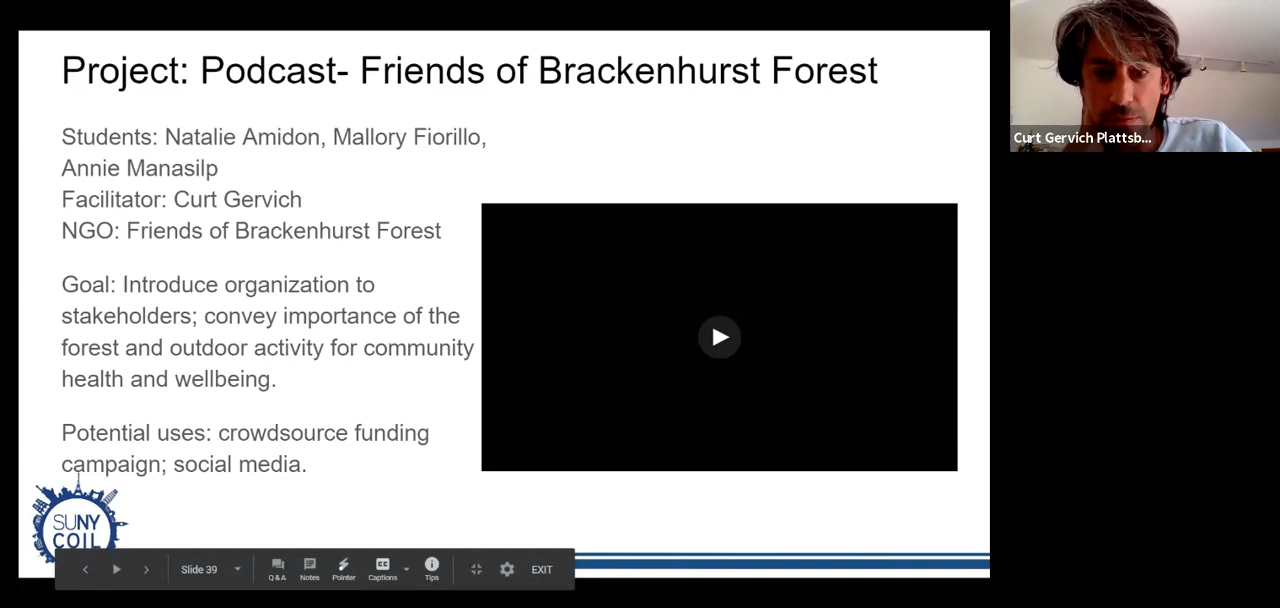 Project: Podcast- Friends of Brackenhurst Forest
Curt Gervich Plattsb...
Students: Natalie Amidon, Mallory Fiorillo,
Annie Manasilp
Facilitator: Curt Gervich
NGO: Friends of Brackenhurst Forest
Goal: Introduce organization to
stakeholders; convey importance of the
forest and outdoor activity for community
health and wellbeing.
Potential uses: crowdsource funding
campaign; social media.
SUNY
COIL
Slide 39
Q & A
Notes
Pointer
CC
Captions
Tips
EXIT